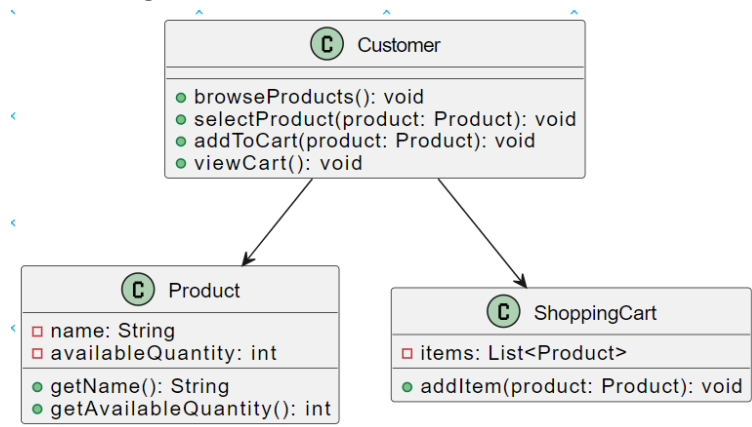 C Customer
browseProducts(): void
selectProduct(product: Product): void
addToCart(product: Product): void
viewCart(): void
C Product
name: String
availableQuantity: int
getName(): String
getAvailableQuantity(): int
C ShoppingCart
items: List<Product>
addItem(product: Product): void